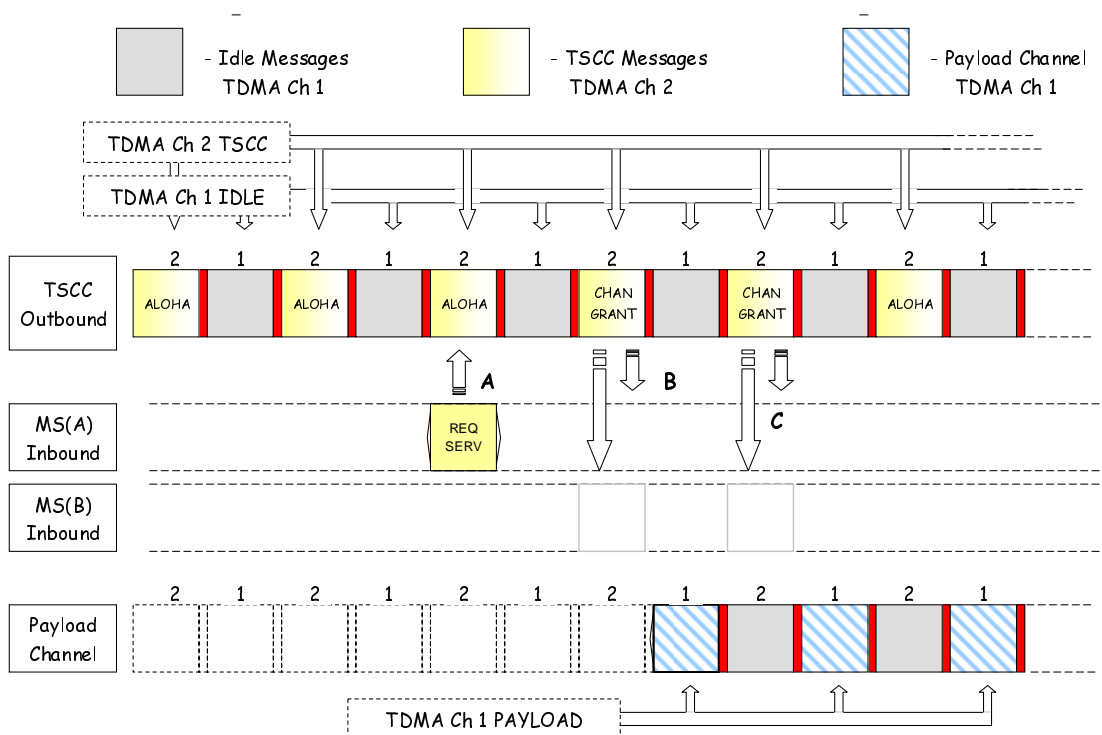 - Idle Messages
TDMA Ch 1
- TSCC Messages
TDMA Ch 2
- Payload Channel
TDMA Ch 1
TDMA Ch 2 TSCC
TDMA Ch 1 IDLE
2 1 2 1 2 1 2 1 2 1 2 1
TSCC
Outbound
ALOHA
ALOHA
ALOHA
CHAN
GRANT
CHAN
GRANT
ALOHA
A
B
C
MS(A)
Inbound
REQ
SERV
MS(B)
Inbound
2 1 2 1 2 1 2 1 2 1 2 1
Payload
Channel
TDMA Ch 1 PAYLOAD